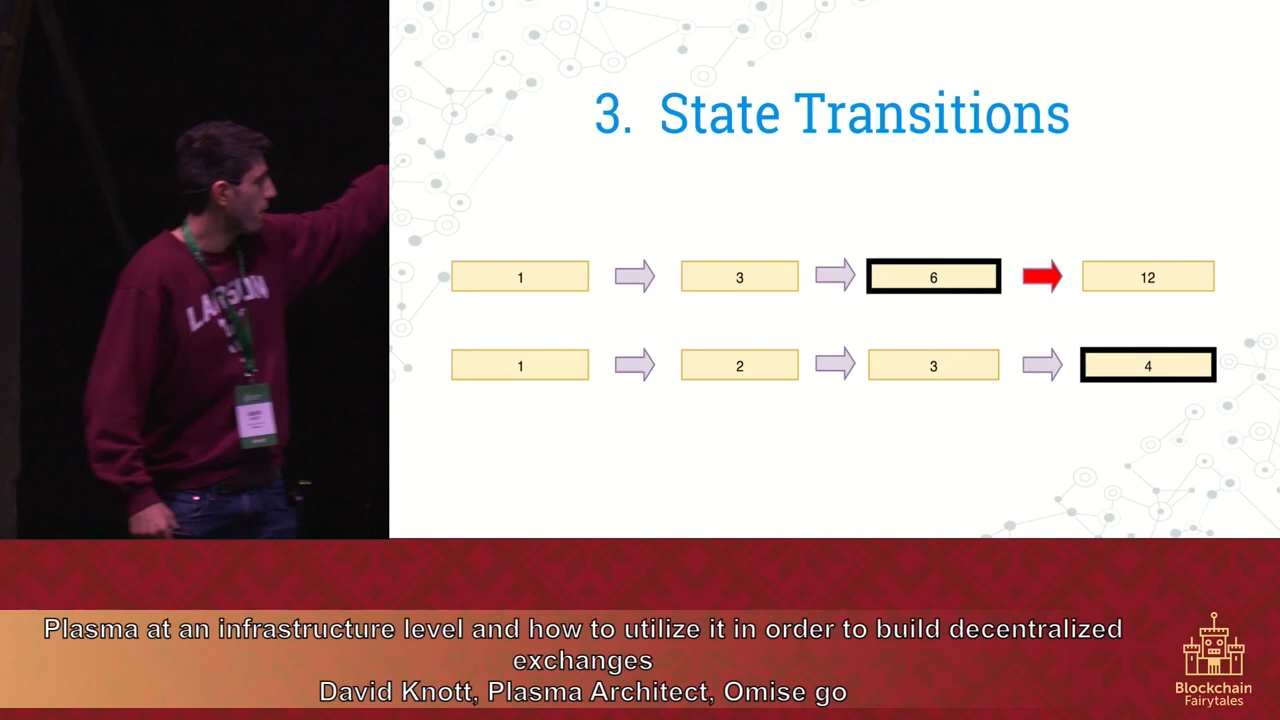 3. State Transitions
1 3 6 12
1 2 3 4
DAVID
Plasma at an infrastructure level and how to utilize it in order to build decentralized
exchanges
David Knott, Plasma Architect, Omise go
Blockchain
Fairytales